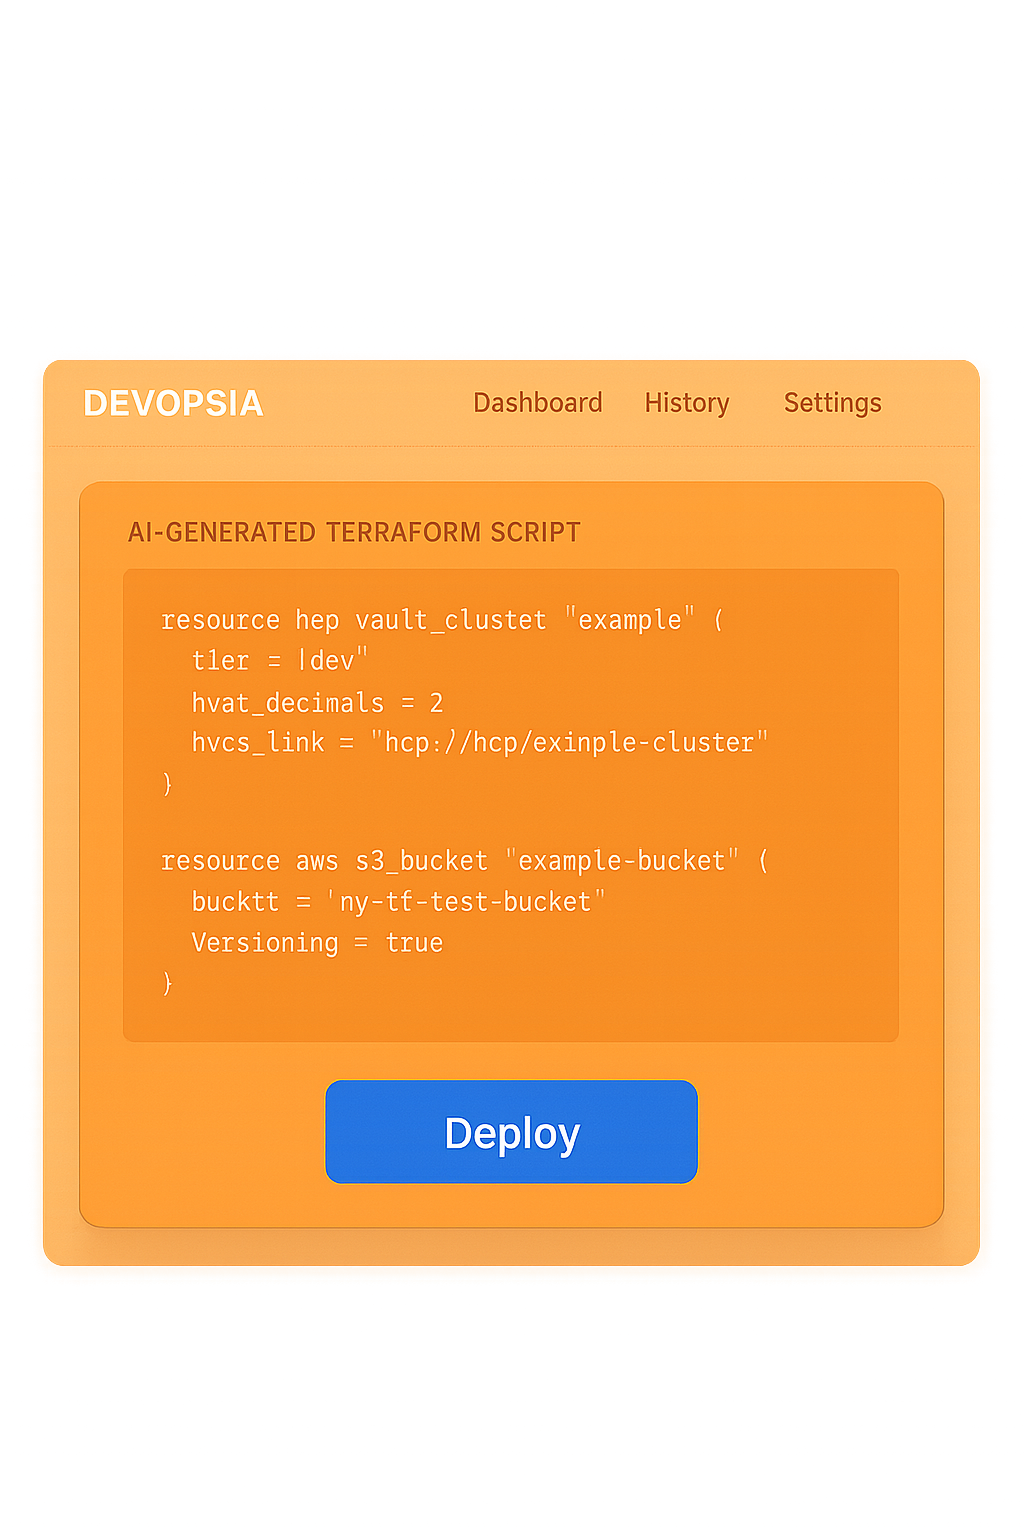 DEVOPSIA
Dashboard History Settings
AI-GENERATED TERRAFORM SCRIPT
resource hep vault_clustet "example" (
t1er = |dev"
hvat_decimals = 2
hvcs_link = "hcp://hcp/exinple-cluster"
}
resource aws s3_bucket "example-bucket" (
bucktt = 'ny-tf-test-bucket"
Versioning = true
}
Deploy